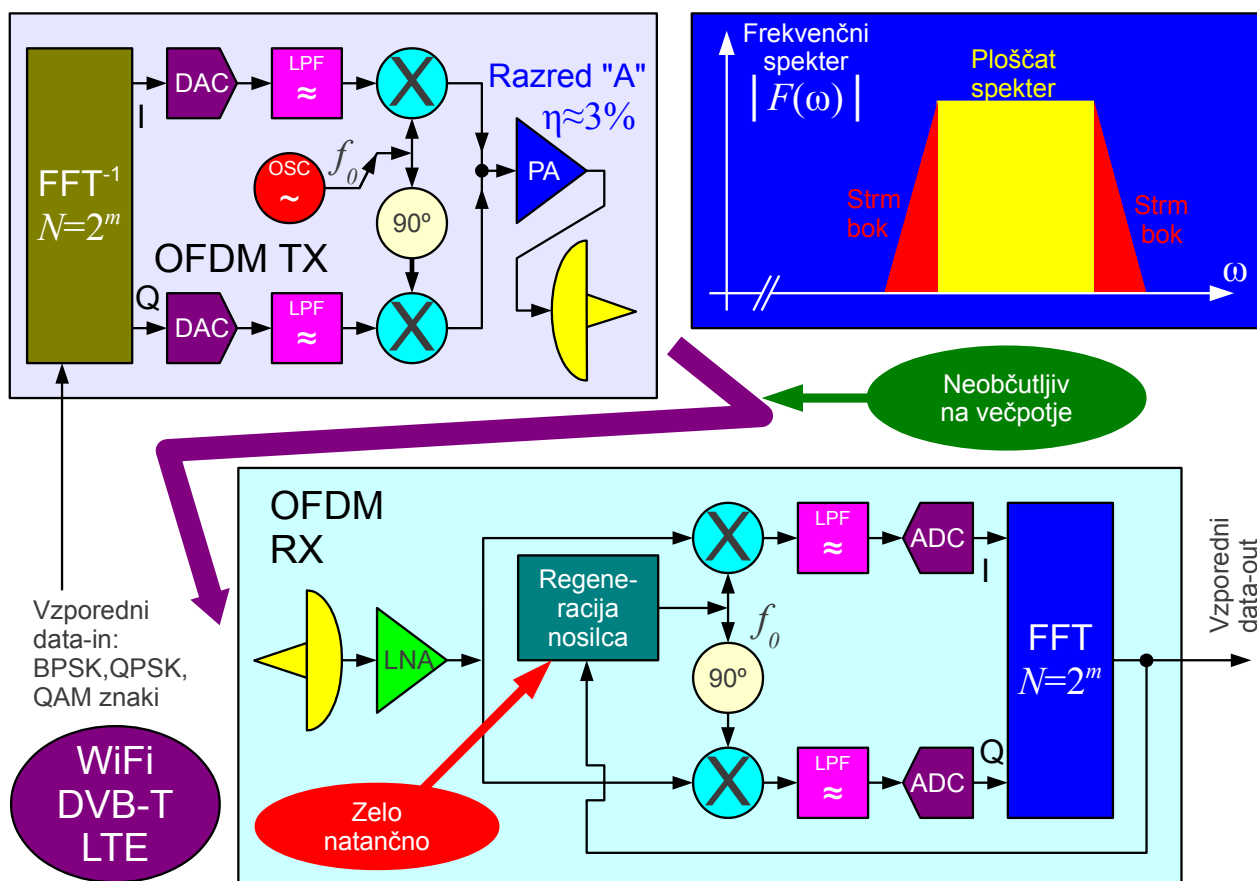 DAC
LPF
≈
X
Razred "A"
η≈3%
I
OSC
~
f₀
PA
FFT⁻¹
N=2ᵐ
90º
OFDM TX
Q
DAC
LPF
≈
X
Frekvenčni
spekter
|F(ω)|
Ploščat
spekter
Strm
bok
Strm
bok
ω
Neobčutljiv
na večpotje
OFDM
RX
X
LPF
≈
ADC
I
Regene-
racija
nosilca
f₀
LNA
90º
FFT
N=2ᵐ
Vzporedni
data-out
Vzporedni
data-in:
BPSK,QPSK,
QAM znaki
X
LPF
≈
ADC
Q
WiFi
DVB-T
LTE
Zelo
natančno